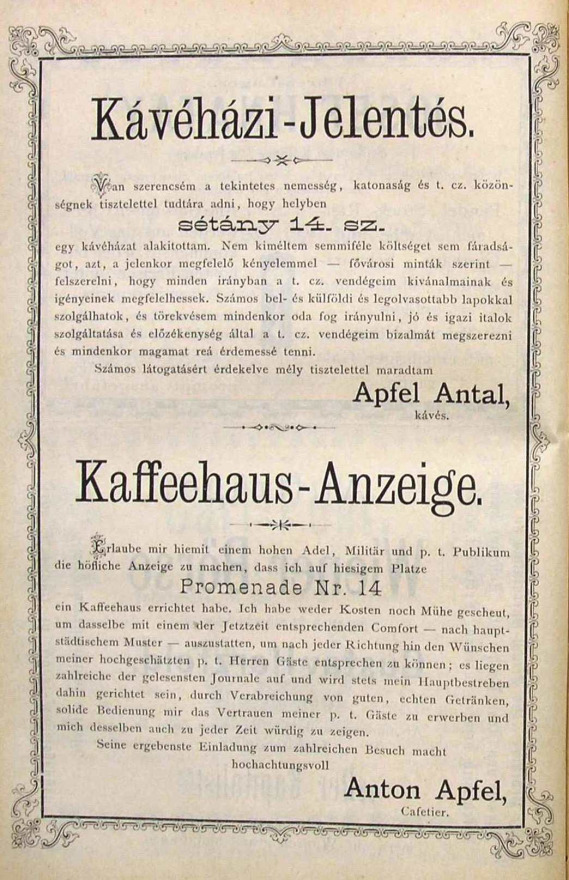 Kávéházi-Jelentés.
Van szerencsém a tekintetes nemesség, katonaság és t. cz. közön-
ségnek tisztelettel tudtára adni, hogy helyben
sétány 14. sz.
egy kávéházat alakitottam. Nem kiméltem semmiféle költséget sem fáradsá-
got, azt, a jelenkor megfelelő kényelemmel — fővárosi minták szerint —
felszerelni, hogy minden irányban a t. cz. vendégeim kivánalmainak és
igényeinek megfelelhessek. Számos bel- és külföldi és legolvasottabb lapokkal
szolgálhatok, és törekvésem mindenkor oda fog irányulni, jó és igazi italok
szolgáltatása és előzékenység által a t. cz. vendégeim bizalmát megszerezni
és mindenkor magamat reá érdemessé tenni.
Számos látogatásért érdekelve mély tisztelettel maradtam
Apfel Antal,
kávés.
Kaffeehaus-Anzeige.
Erlaube mir hiemit einem hohen Adel, Militär und p. t. Publikum
die höfliche Anzeige zu machen, dass ich auf hiesigem Platze
Promenade Nr. 14
ein Kaffeehaus errichtet habe. Ich habe weder Kosten noch Mühe gescheut,
um dasselbe mit einem der Jetztzeit entsprechenden Comfort — nach haupt-
städtischem Muster — auszustatten, um nach jeder Richtung hin den Wünschen
meiner hochgeschätzten p. t. Herren Gäste entsprechen zu können; es liegen
zahlreiche der gelesensten Journale auf und wird stets mein Hauptbestreben
dahin gerichtet sein, durch Verabreichung von guten, echten Getränken,
solide Bedienung mir das Vertrauen meiner p. t. Gäste zu erwerben und
mich desselben auch zu jeder Zeit würdig zu zeigen.
Seine ergebenste Einladung zum zahlreichen Besuch macht
hochachtungsvoll
Anton Apfel,
Cafetier.